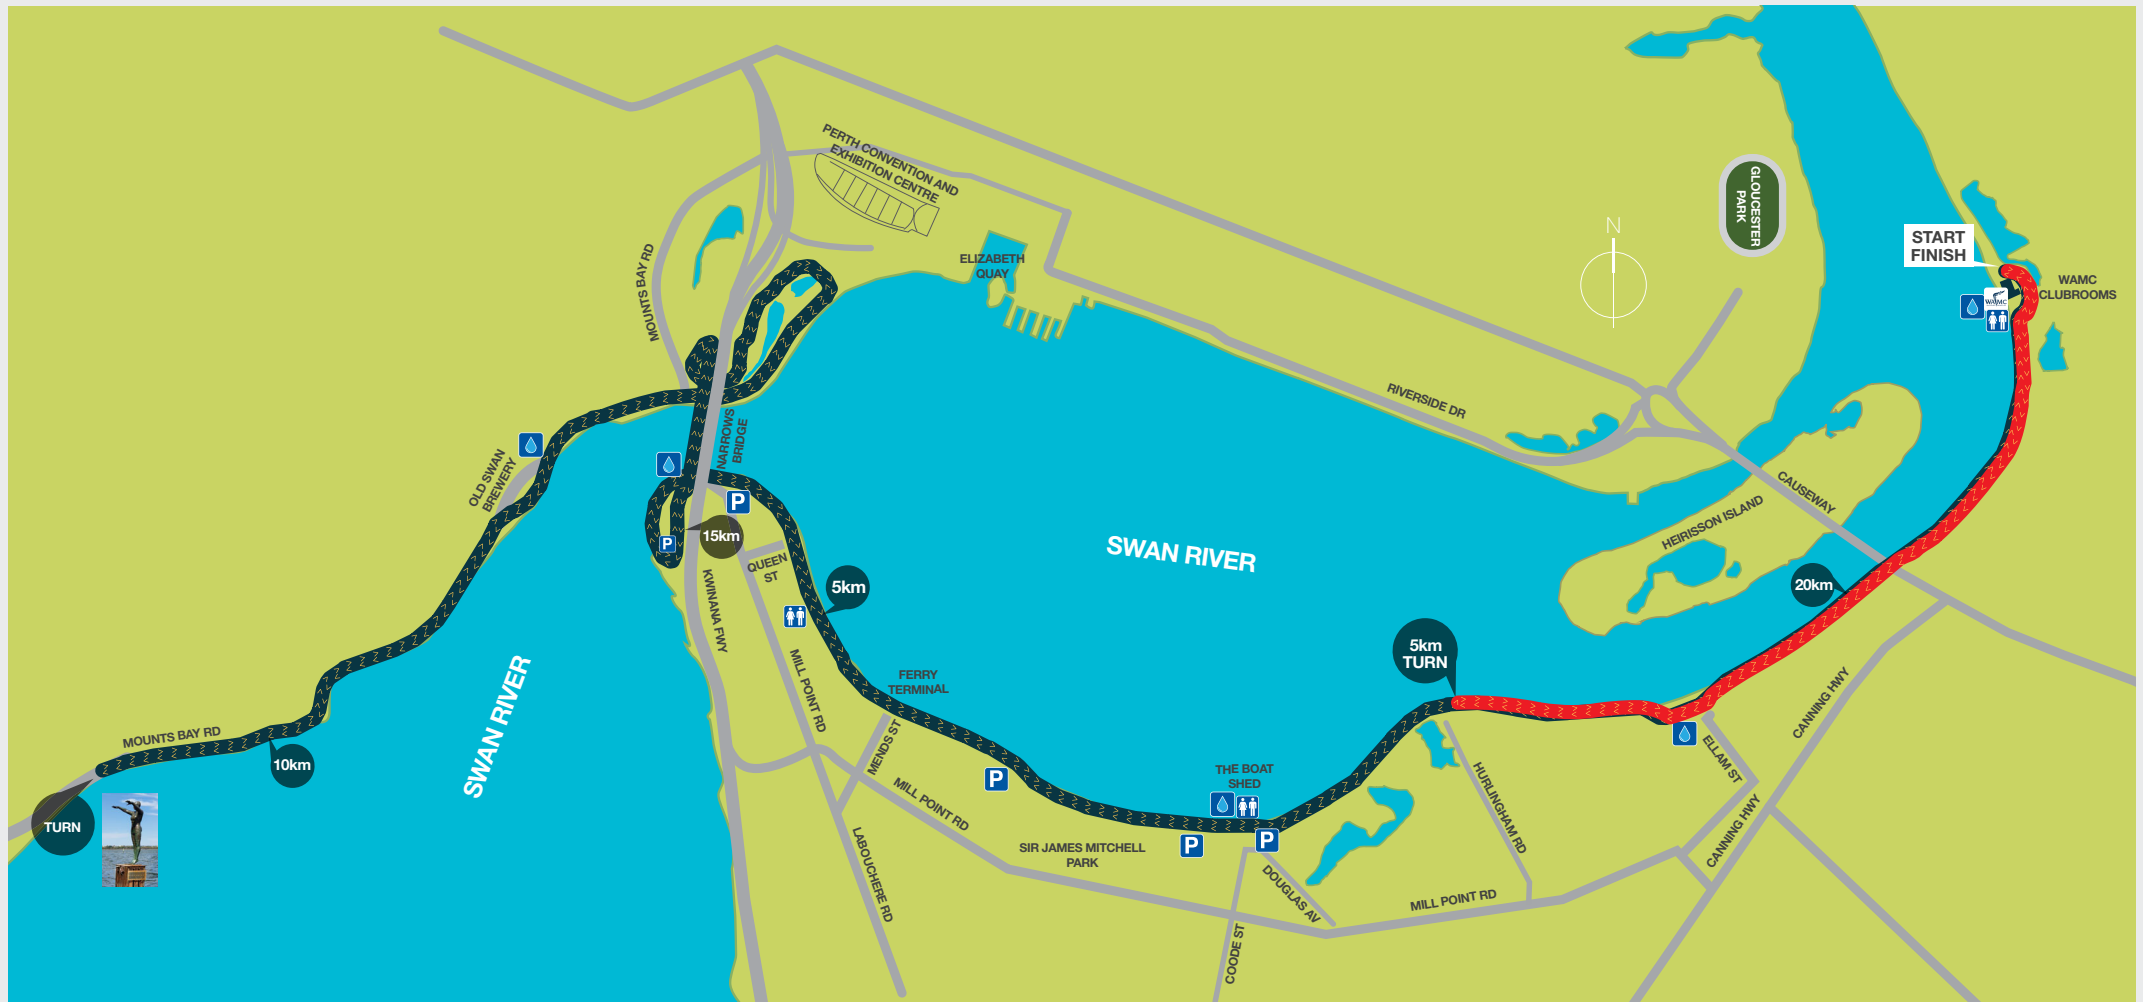 PERTH CONVENTION AND
EXHIBITION CENTRE
GLOUCESTER
PARK
N
START
FINISH
MOUNTS BAY RD
ELIZABETH
QUAY
WAMC
CLUBROOMS
WAMC
RIVERSIDE DR
NARROWS
BRIDGE
OLD SWAN
BREWERY
CAUSEWAY
HEIRISSON ISLAND
P
P
15km
SWAN RIVER
QUEEN
ST
5km
20km
KWINANA FWY
5km
TURN
MILL POINT RD
FERRY
TERMINAL
SWAN RIVER
CANNING HWY
MOUNTS BAY RD
10km
MENDS ST
ELLAM ST
P
THE BOAT
SHED
HURLINGHAM RD
MILL POINT RD
TURN
P
P
SIR JAMES MITCHELL
PARK
CANNING HWY
LABOUCHERE RD
DOUGLAS AV
MILL POINT RD
COODE ST